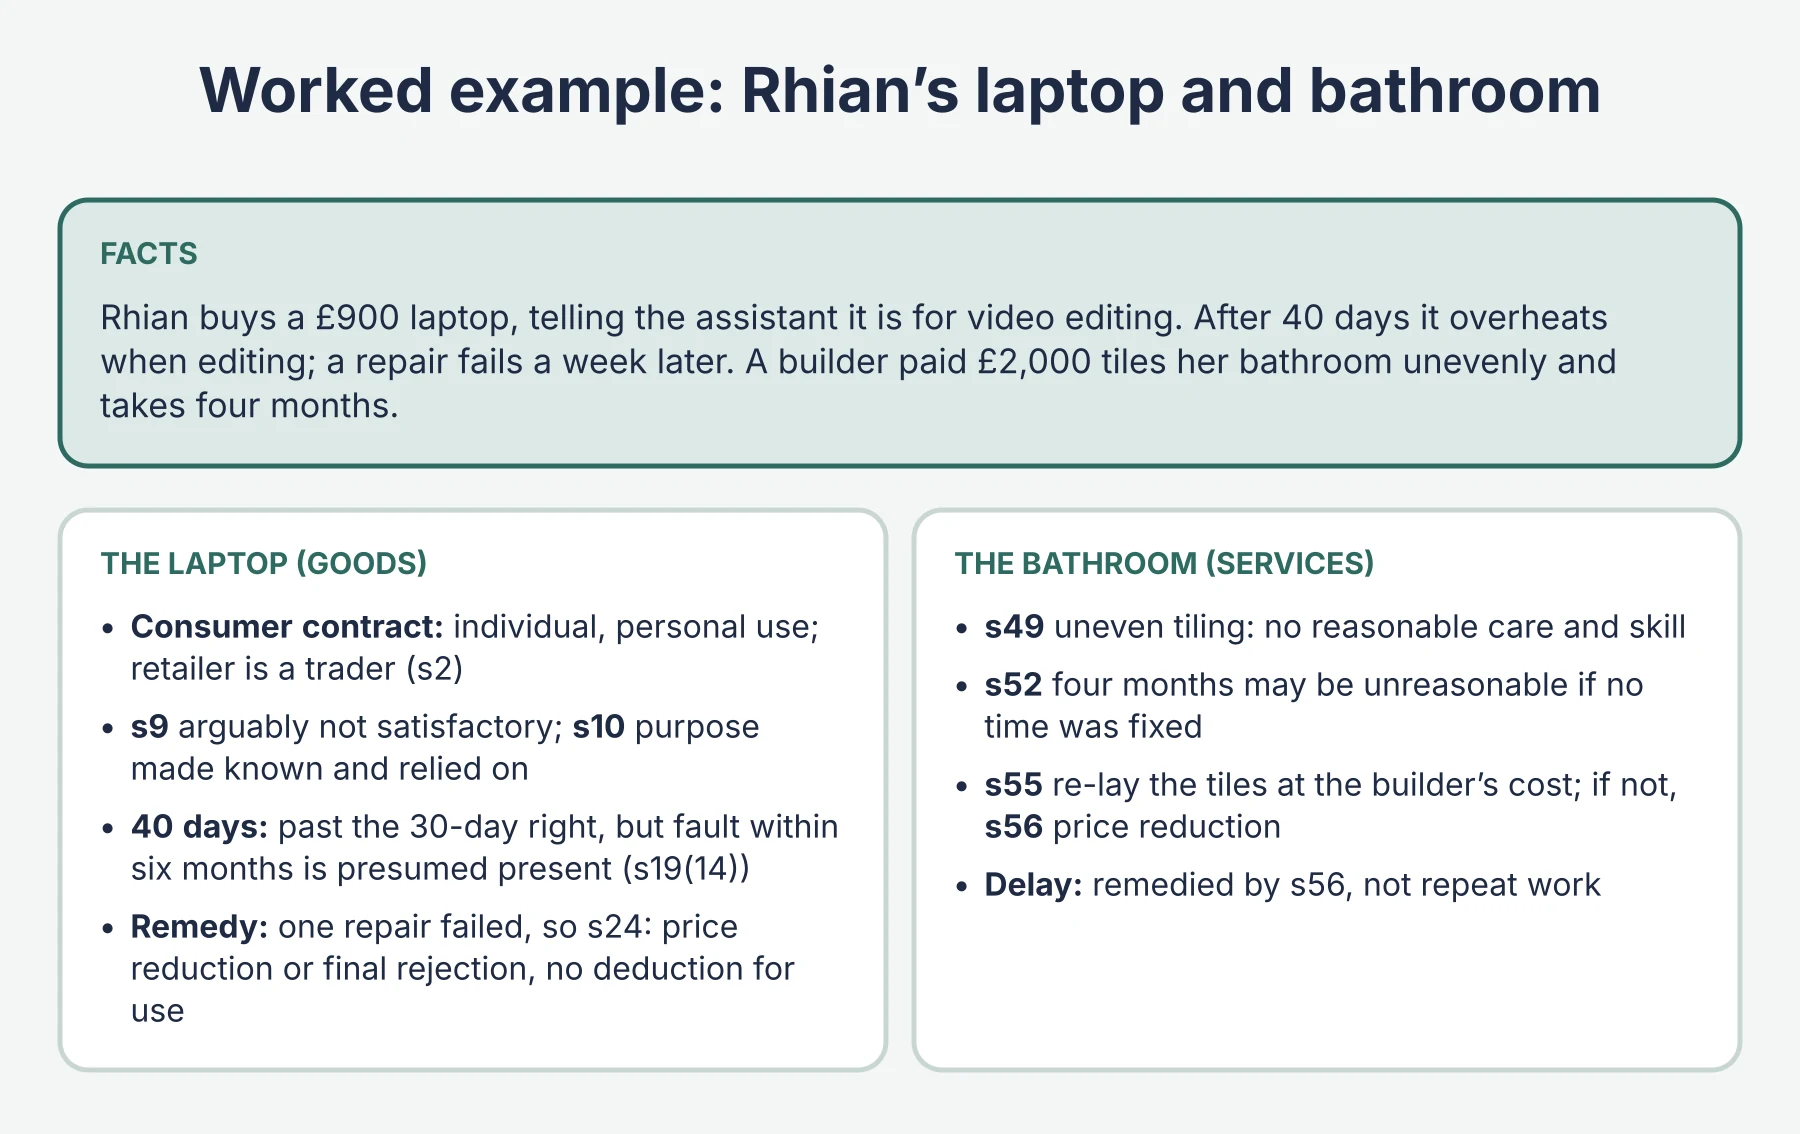 Worked example: Rhian’s laptop and bathroom
FACTS
Rhian buys a £900 laptop, telling the assistant it is for video editing. After 40 days it overheats
when editing; a repair fails a week later. A builder paid £2,000 tiles her bathroom unevenly and
takes four months.
THE LAPTOP (GOODS)
• Consumer contract: individual, personal use;
retailer is a trader (s2)
• s9 arguably not satisfactory; s10 purpose
made known and relied on
• 40 days: past the 30-day right, but fault within
six months is presumed present (s19(14))
• Remedy: one repair failed, so s24: price
reduction or final rejection, no deduction for
use
THE BATHROOM (SERVICES)
• s49 uneven tiling: no reasonable care and skill
• s52 four months may be unreasonable if no
time was fixed
• s55 re-lay the tiles at the builder’s cost; if not,
s56 price reduction
• Delay: remedied by s56, not repeat work